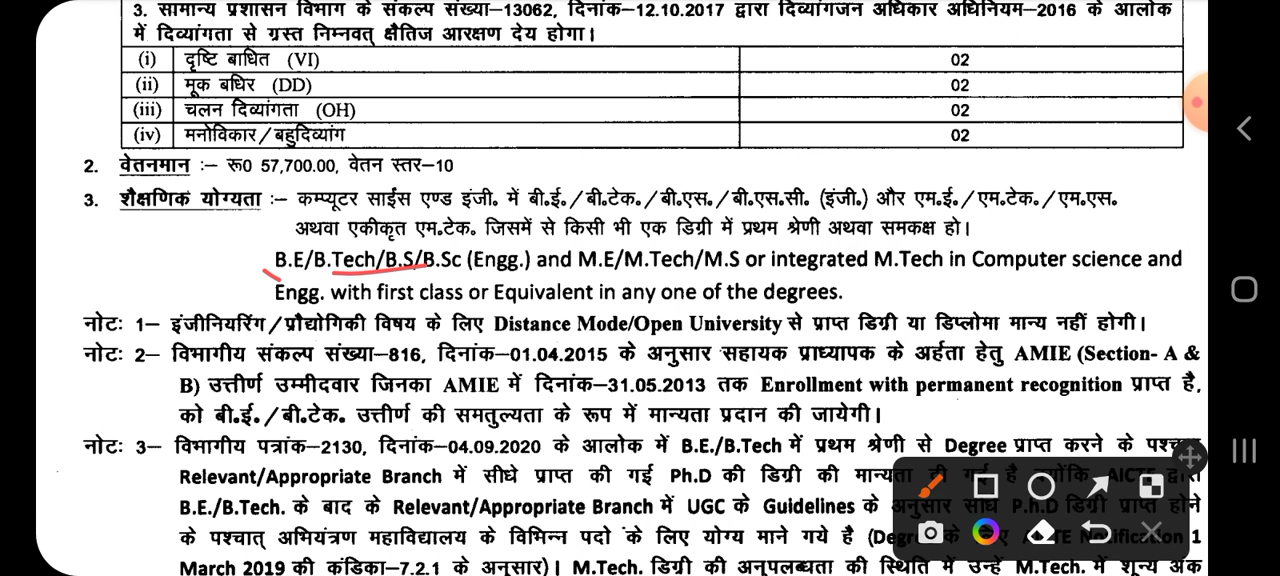 3. सामान्य प्रशासन विभाग के संकल्प संख्या–13062, दिनांक–12.10.2017 द्वारा दिव्यांगजन अधिकार अधिनियम–2016 के आलोक
में दिव्यांगता से ग्रस्त निम्नवत् क्षैतिज आरक्षण देय होगा।
(i) दृष्टि बाधित (VI) 02
(ii) मूक बधिर (DD) 02
(iii) चलन दिव्यांगता (OH) 02
(iv) मनोविकार/बहुदिव्यांग 02
2. वेतनमान :– रू0 57,700.00, वेतन स्तर–10
3. शैक्षणिक योग्यता :– कम्प्यूटर साईंस एण्ड इंजी. में बी.ई./बी.टेक./बी.एस./बी.एस.सी. (इंजी.) और एम.ई./एम.टेक./एम.एस.
अथवा एकीकृत एम.टेक. जिसमें से किसी भी एक डिग्री में प्रथम श्रेणी अथवा समकक्ष हो।
B.E/B.Tech/B.S/B.Sc (Engg.) and M.E/M.Tech/M.S or integrated M.Tech in Computer science and
Engg. with first class or Equivalent in any one of the degrees.
नोटः 1– इंजीनियरिंग/प्रौद्योगिकी विषय के लिए Distance Mode/Open University से प्राप्त डिग्री या डिप्लोमा मान्य नहीं होगी।
नोटः 2– विभागीय संकल्प संख्या–816, दिनांक–01.04.2015 के अनुसार सहायक प्राध्यापक के अर्हता हेतु AMIE (Section- A &
B) उत्तीर्ण उम्मीदवार जिनका AMIE में दिनांक–31.05.2013 तक Enrollment with permanent recognition प्राप्त है,
को बी.ई./बी.टेक. उत्तीर्ण की समतुल्यता के रूप में मान्यता प्रदान की जायेगी।
नोटः 3– विभागीय पत्रांक–2130, दिनांक–04.09.2020 के आलोक में B.E./B.Tech में प्रथम श्रेणी से Degree प्राप्त करने के पश्चात्
Relevant/Appropriate Branch में सीधे प्राप्त की गई Ph.D की डिग्री की मान्यता दी गई है क्योंकि AICTE द्वारा
B.E./B.Tech. के बाद के Relevant/Appropriate Branch में UGC के Guidelines के अनुसार सीधे P.h.D डिग्री प्राप्त होने
के पश्चात् अभियंत्रण महाविद्यालय के विभिन्न पदो के लिए योग्य माने गये है (Degree के लिए AICTE Notification 1
March 2019 की कंडिका–7.2.1 के अनुसार)। M.Tech. डिग्री की अनुपलब्धता की स्थिति में उन्हें M.Tech. में शून्य अंक